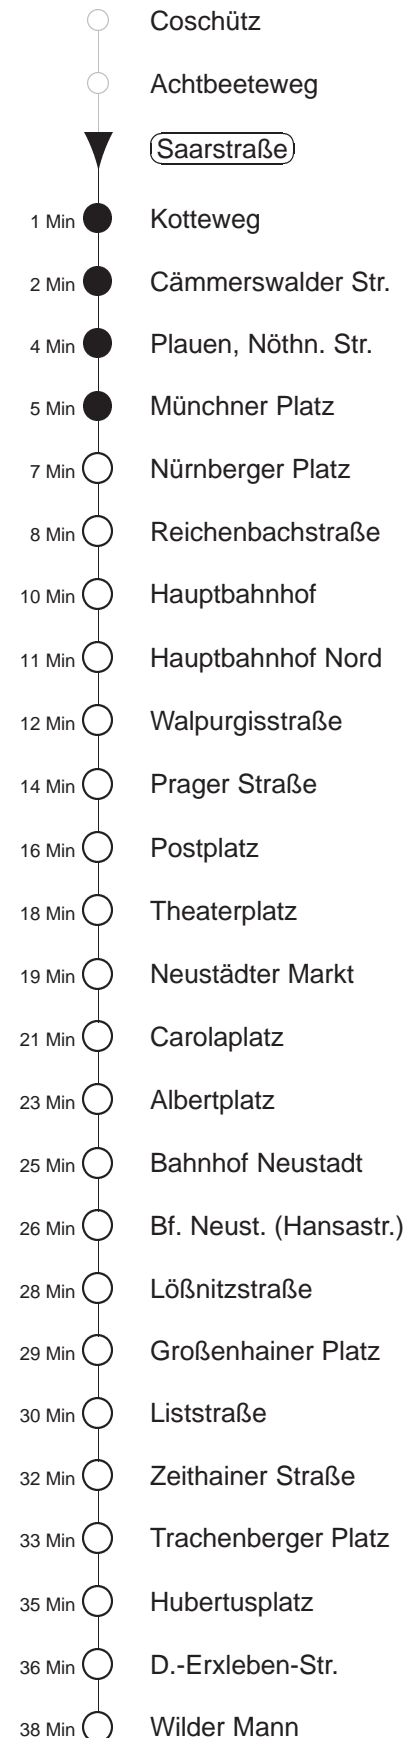 Coschütz
Achtbeeteweg
Saarstraße
1 Min Kotteweg
2 Min Cämmerswalder Str.
4 Min Plauen, Nöthn. Str.
5 Min Münchner Platz
7 Min Nürnberger Platz
8 Min Reichenbachstraße
10 Min Hauptbahnhof
11 Min Hauptbahnhof Nord
12 Min Walpurgisstraße
14 Min Prager Straße
16 Min Postplatz
18 Min Theaterplatz
19 Min Neustädter Markt
21 Min Carolaplatz
23 Min Albertplatz
25 Min Bahnhof Neustadt
26 Min Bf. Neust. (Hansastr.)
28 Min Lößnitzstraße
29 Min Großenhainer Platz
30 Min Liststraße
32 Min Zeithainer Straße
33 Min Trachenberger Platz
35 Min Hubertusplatz
36 Min D.-Erxleben-Str.
38 Min Wilder Mann